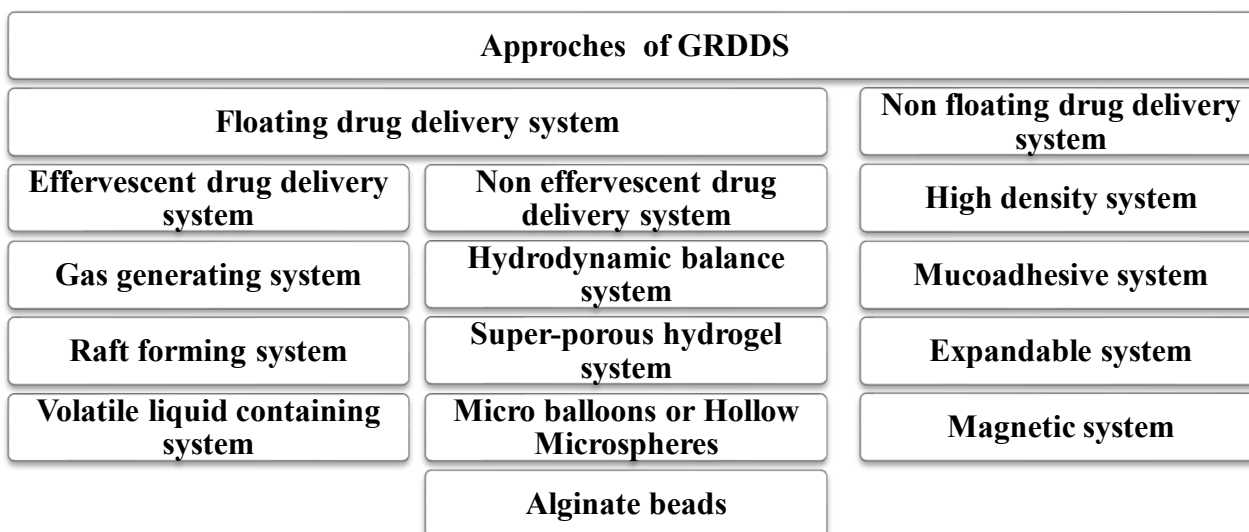 Approches of GRDDS
Floating drug delivery system
Non floating drug delivery
system
Effervescent drug delivery
system
Non effervescent drug
delivery system
High density system
Gas generating system
Hydrodynamic balance
system
Mucoadhesive system
Raft forming system
Super-porous hydrogel
system
Expandable system
Volatile liquid containing
system
Micro balloons or Hollow
Microspheres
Magnetic system
Alginate beads